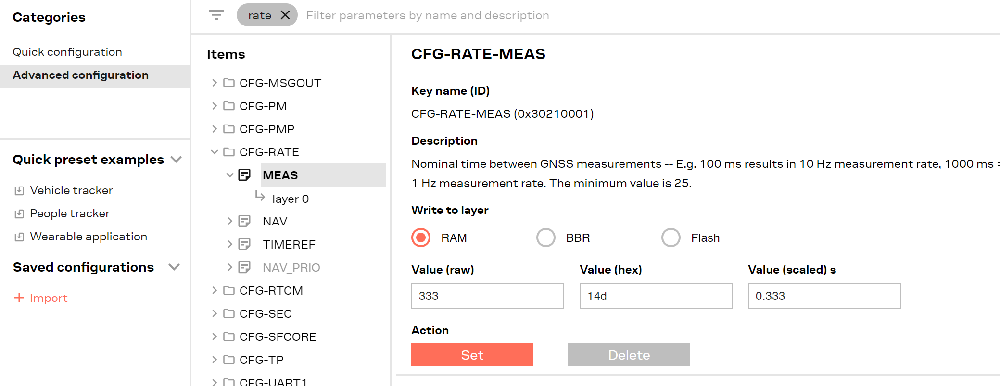 Categories
Quick configuration
Advanced configuration
Quick preset examples
Vehicle tracker
People tracker
Wearable application
Saved configurations
Import
rate
Filter parameters by name and description
Items
CFG-MSGOUT
CFG-PM
CFG-PMP
CFG-RATE
MEAS
layer 0
NAV
TIMEREF
NAV_PRIO
CFG-RTCM
CFG-SEC
CFG-SFCORE
CFG-TP
CFG-UART1
CFG-RATE-MEAS
Key name (ID)
CFG-RATE-MEAS (0x30210001)
Description
Nominal time between GNSS measurements -- E.g. 100 ms results in 10 Hz measurement rate, 1000 ms =
1 Hz measurement rate. The minimum value is 25.
Write to layer
RAM BBR Flash
Value (raw) Value (hex) Value (scaled) s
333 14d 0.333
Action
Set Delete